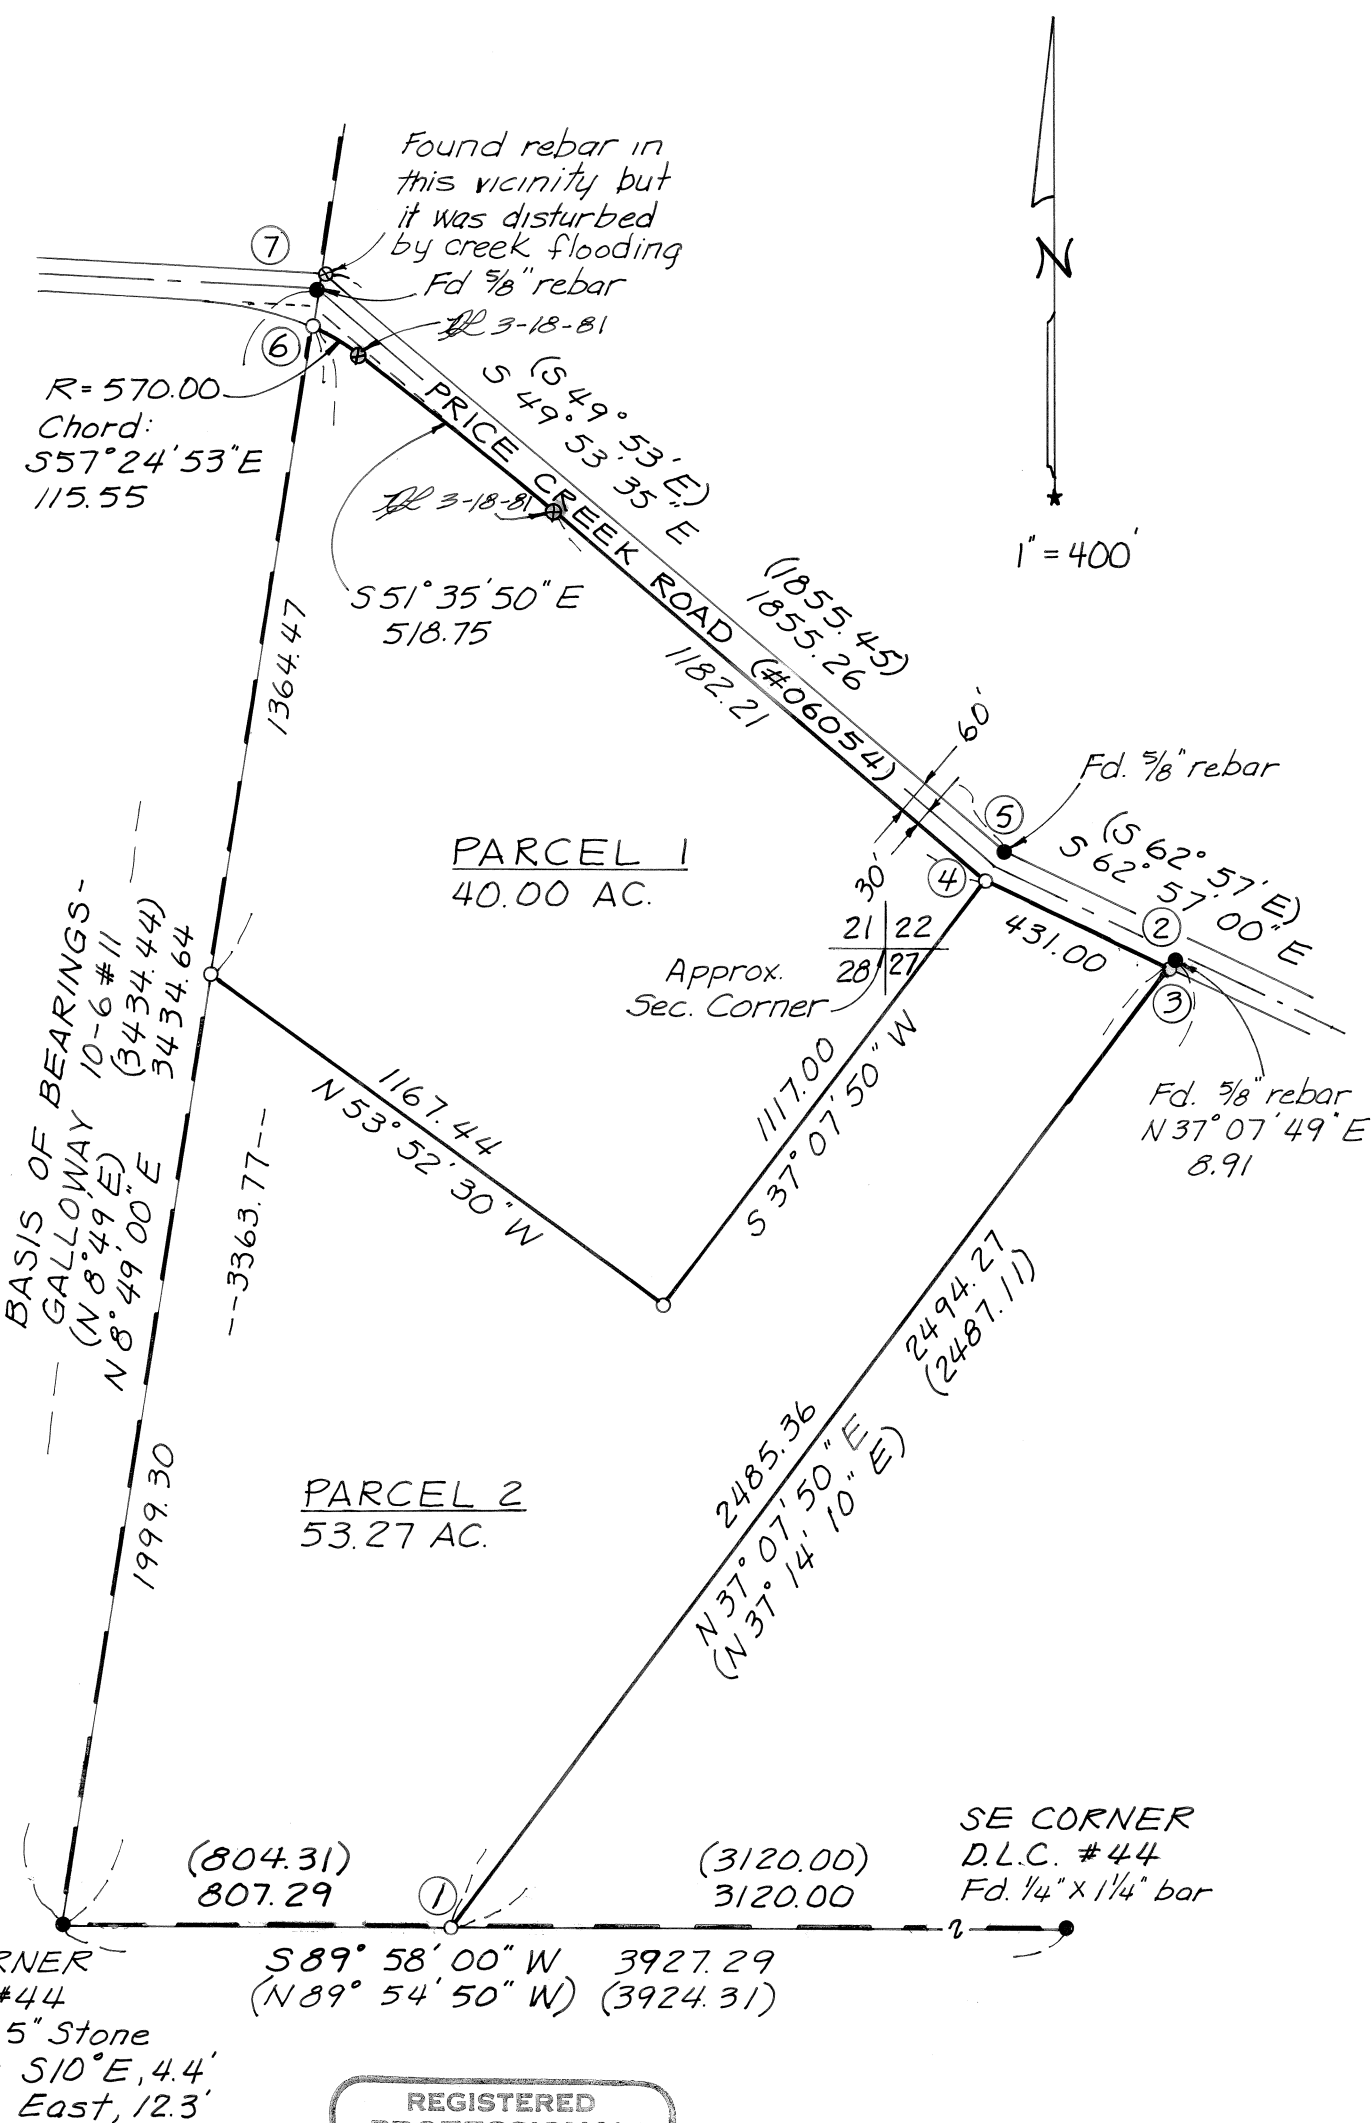 Found rebar in
this vicinity but
it was disturbed
by creek flooding
7
Fd 5/8" rebar
3-18-81
6
R=570.00
Chord:
S57°24'53"E
115.55
N
1"=400'
(S 49° 53' E)
S 49° 53' 35" E
PRICE CREEK ROAD (#06054)
3-18-81
S51°35'50"E
518.75
(1855.45)
1855.26
1182.21
1364.47
60'
30'
Fd. 5/8" rebar
5
(S 62° 57' E)
S 62° 57' 00" E
PARCEL 1
40.00 AC.
4
2
431.00
21 22
28 27
Approx.
Sec. Corner
3
Fd. 5/8" rebar
N37°07'49"E
8.91
BASIS OF BEARINGS-
GALLOWAY 10-6#11
(N 8°49' E) (3434.44)
N 8°49'00"E 3434.64
--3363.77--
1167.44
N 53° 52' 30" W
1117.00
S 37° 07' 50" W
2494.27
(2487.11)
2485.36
N 37° 07' 50" E
(N 37° 14' 10" E)
1999.30
PARCEL 2
53.27 AC.
SE CORNER
D.L.C. #44
Fd. 1/4" X 1 1/4" bar
(804.31)
807.29
1
(3120.00)
3120.00
S89° 58' 00" W 3927.29
(N89° 54' 50" W) (3924.31)
RNER
#44
5" Stone
S10°E, 4.4'
East, 12.3'
REGISTERED